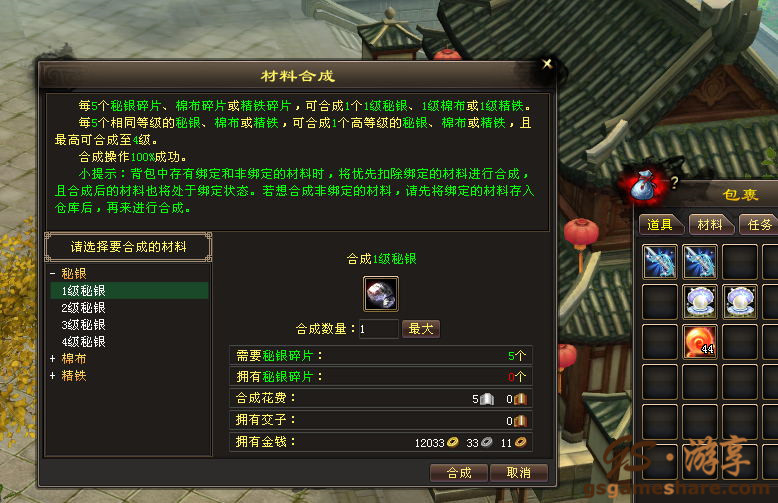 材料合成
每5个秘银碎片、棉布碎片或精铁碎片，可合成1个1级秘银、1级棉布或1级精铁。
每5个相同等级的秘银、棉布或精铁，可合成1个高等级的秘银、棉布或精铁，且
最高可合成至4级。
合成操作100%成功。
小提示：背包中存有绑定和非绑定的材料时，将优先扣除绑定的材料进行合成，
且合成后的材料也将处于绑定状态。若想合成非绑定的材料，请先将绑定的材料存入
仓库后，再来进行合成。
请选择要合成的材料
- 秘银
1级秘银
2级秘银
3级秘银
4级秘银
+ 棉布
+ 精铁
合成1级秘银
合成数量：1 最大
需要秘银碎片： 5个
拥有秘银碎片： 0个
合成花费： 5 0
拥有交子： 0
拥有金钱： 12033 33 11
合成 取消
?
包裹
道具 材料 任务
44
GS·游享
gsgameshare.com